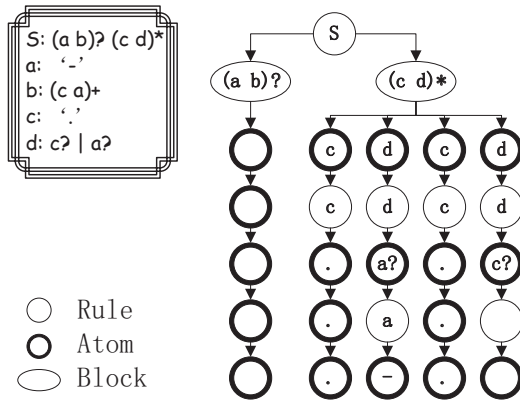 S: (a b)? (c d)*
a: '-'
b: (c a)+
c: '.'
d: c? | a?
S
(a b)? (c d)*
c d c d
c d c d
. a? . c?
. a .
. - .
Rule
Atom
Block